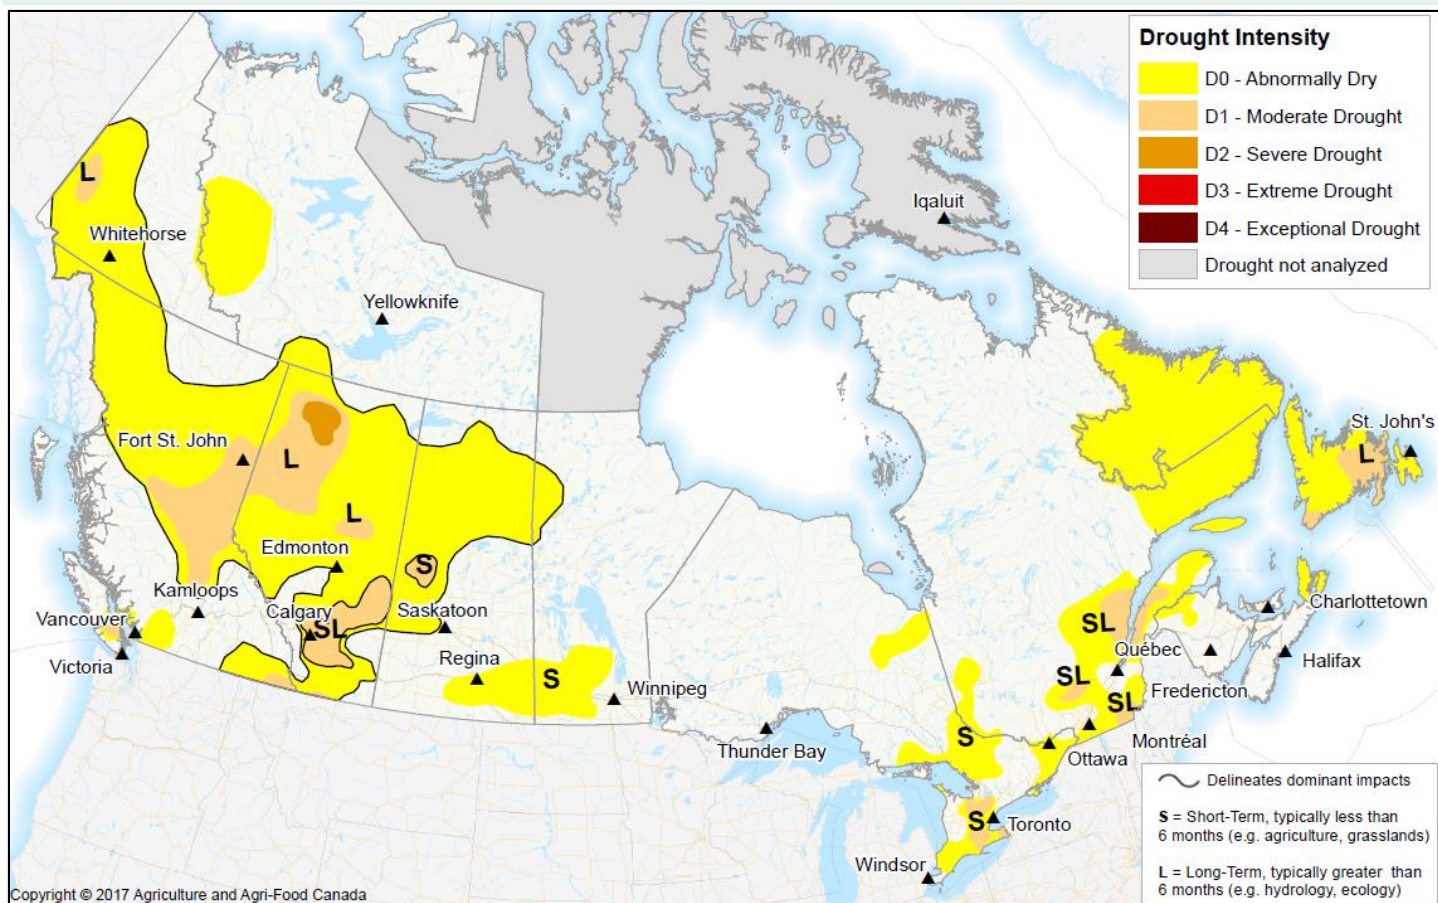 Drought Intensity
D0 - Abnormally Dry
D1 - Moderate Drought
D2 - Severe Drought
D3 - Extreme Drought
D4 - Exceptional Drought
Drought not analyzed
L
Iqaluit
Whitehorse
Yellowknife
St. John's
Fort St. John
L
L
L
Edmonton
S
Kamloops
Calgary
SL
Saskatoon
Vancouver
Victoria
Regina
S
Winnipeg
Thunder Bay
Charlottetown
SL
Québec
Halifax
SL
Fredericton
SL
S
Montréal
Ottawa
S
Toronto
Windsor
Delineates dominant impacts
S = Short-Term, typically less than
6 months (e.g. agriculture, grasslands)
L = Long-Term, typically greater than
6 months (e.g. hydrology, ecology)
Copyright © 2017 Agriculture and Agri-Food Canada